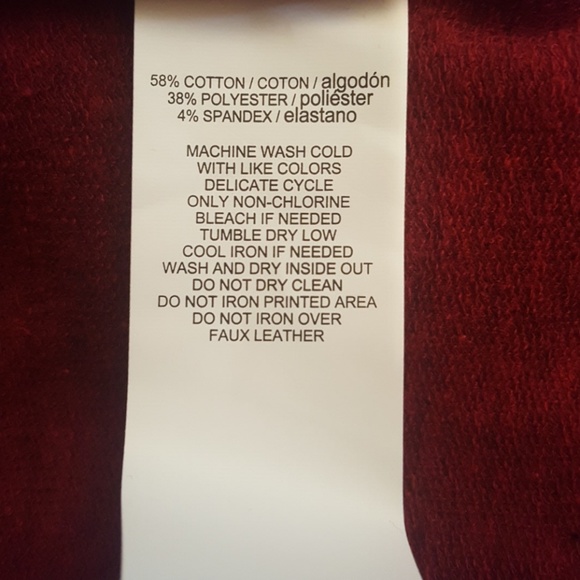 58% COTTON / COTON / algodón
38% POLYESTER / poliéster
4% SPANDEX / elastano
MACHINE WASH COLD
WITH LIKE COLORS
DELICATE CYCLE
ONLY NON-CHLORINE
BLEACH IF NEEDED
TUMBLE DRY LOW
COOL IRON IF NEEDED
WASH AND DRY INSIDE OUT
DO NOT DRY CLEAN
DO NOT IRON PRINTED AREA
DO NOT IRON OVER
FAUX LEATHER